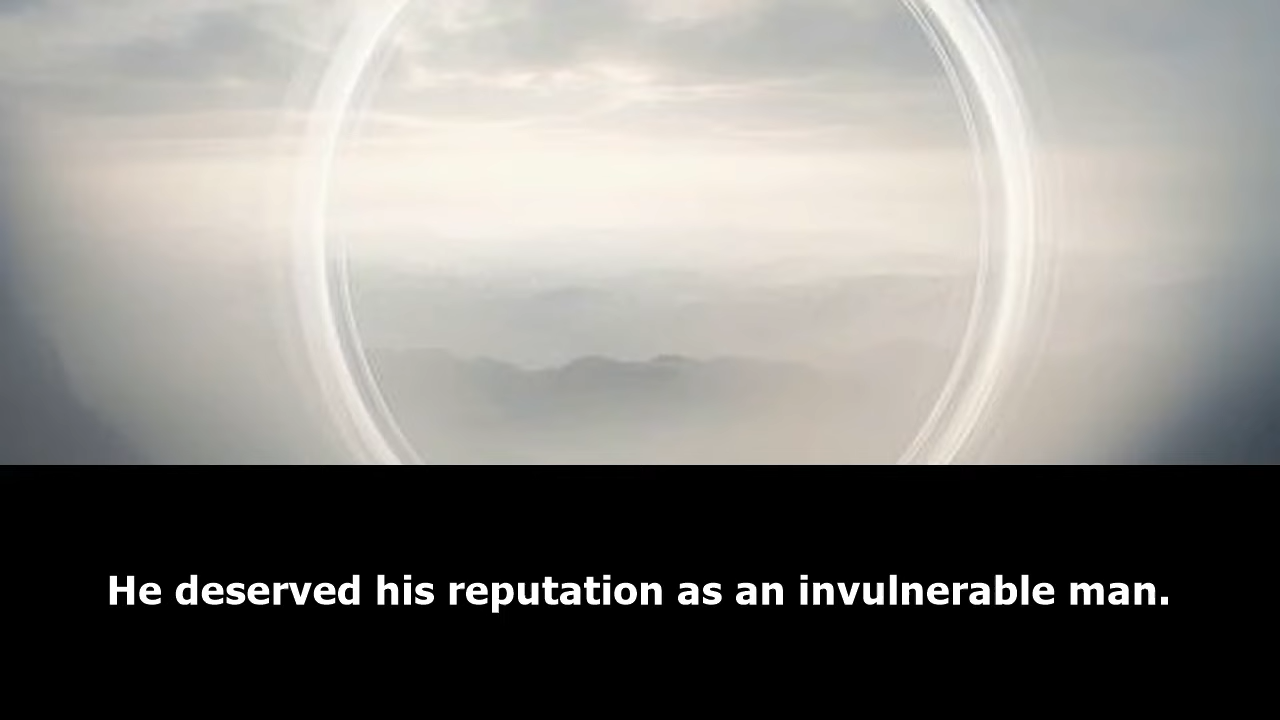 He deserved his reputation as an invulnerable man.